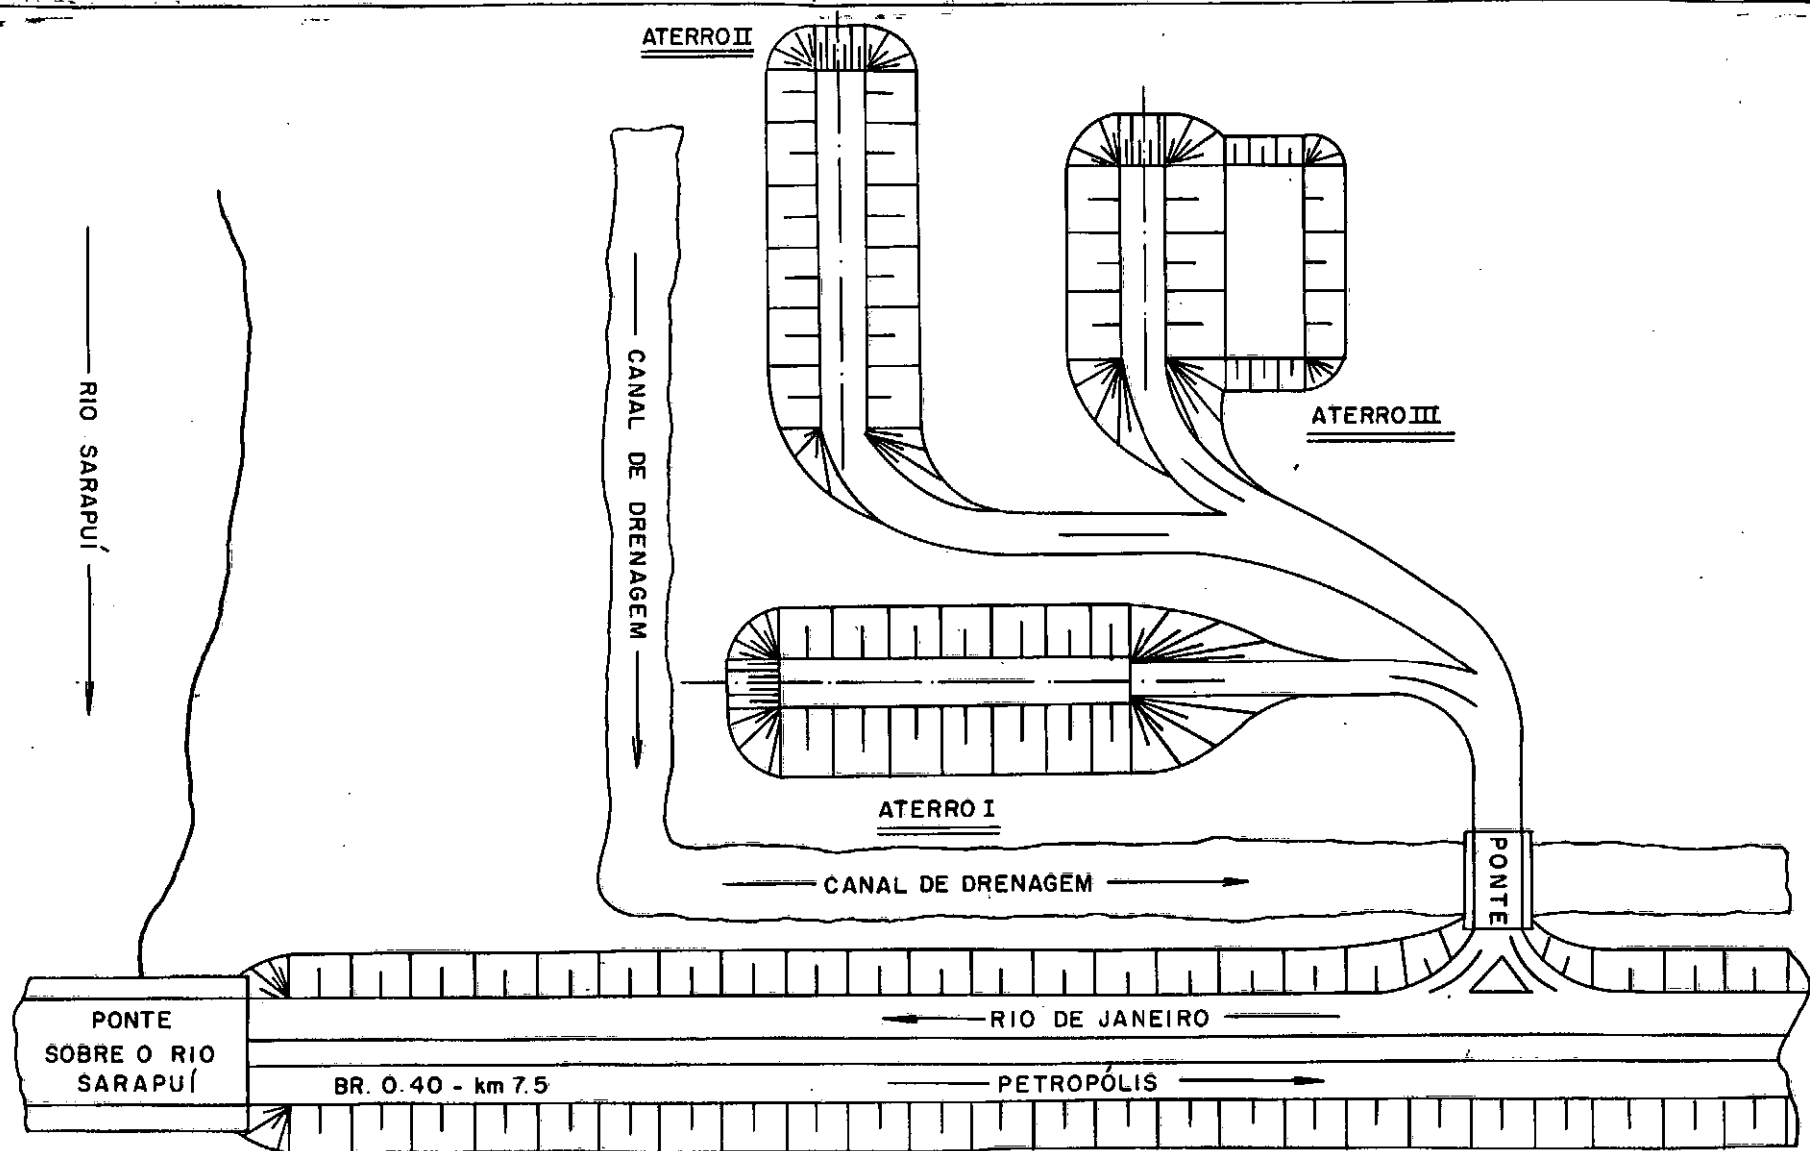 ATERRO II
ATERRO III
RIO SARAPUÍ
CANAL DE DRENAGEM
ATERRO I
CANAL DE DRENAGEM
PONTE
RIO DE JANEIRO
PONTE
SOBRE O RIO
SARAPUÍ
BR. 0.40 - km 7.5
PETROPÓLIS